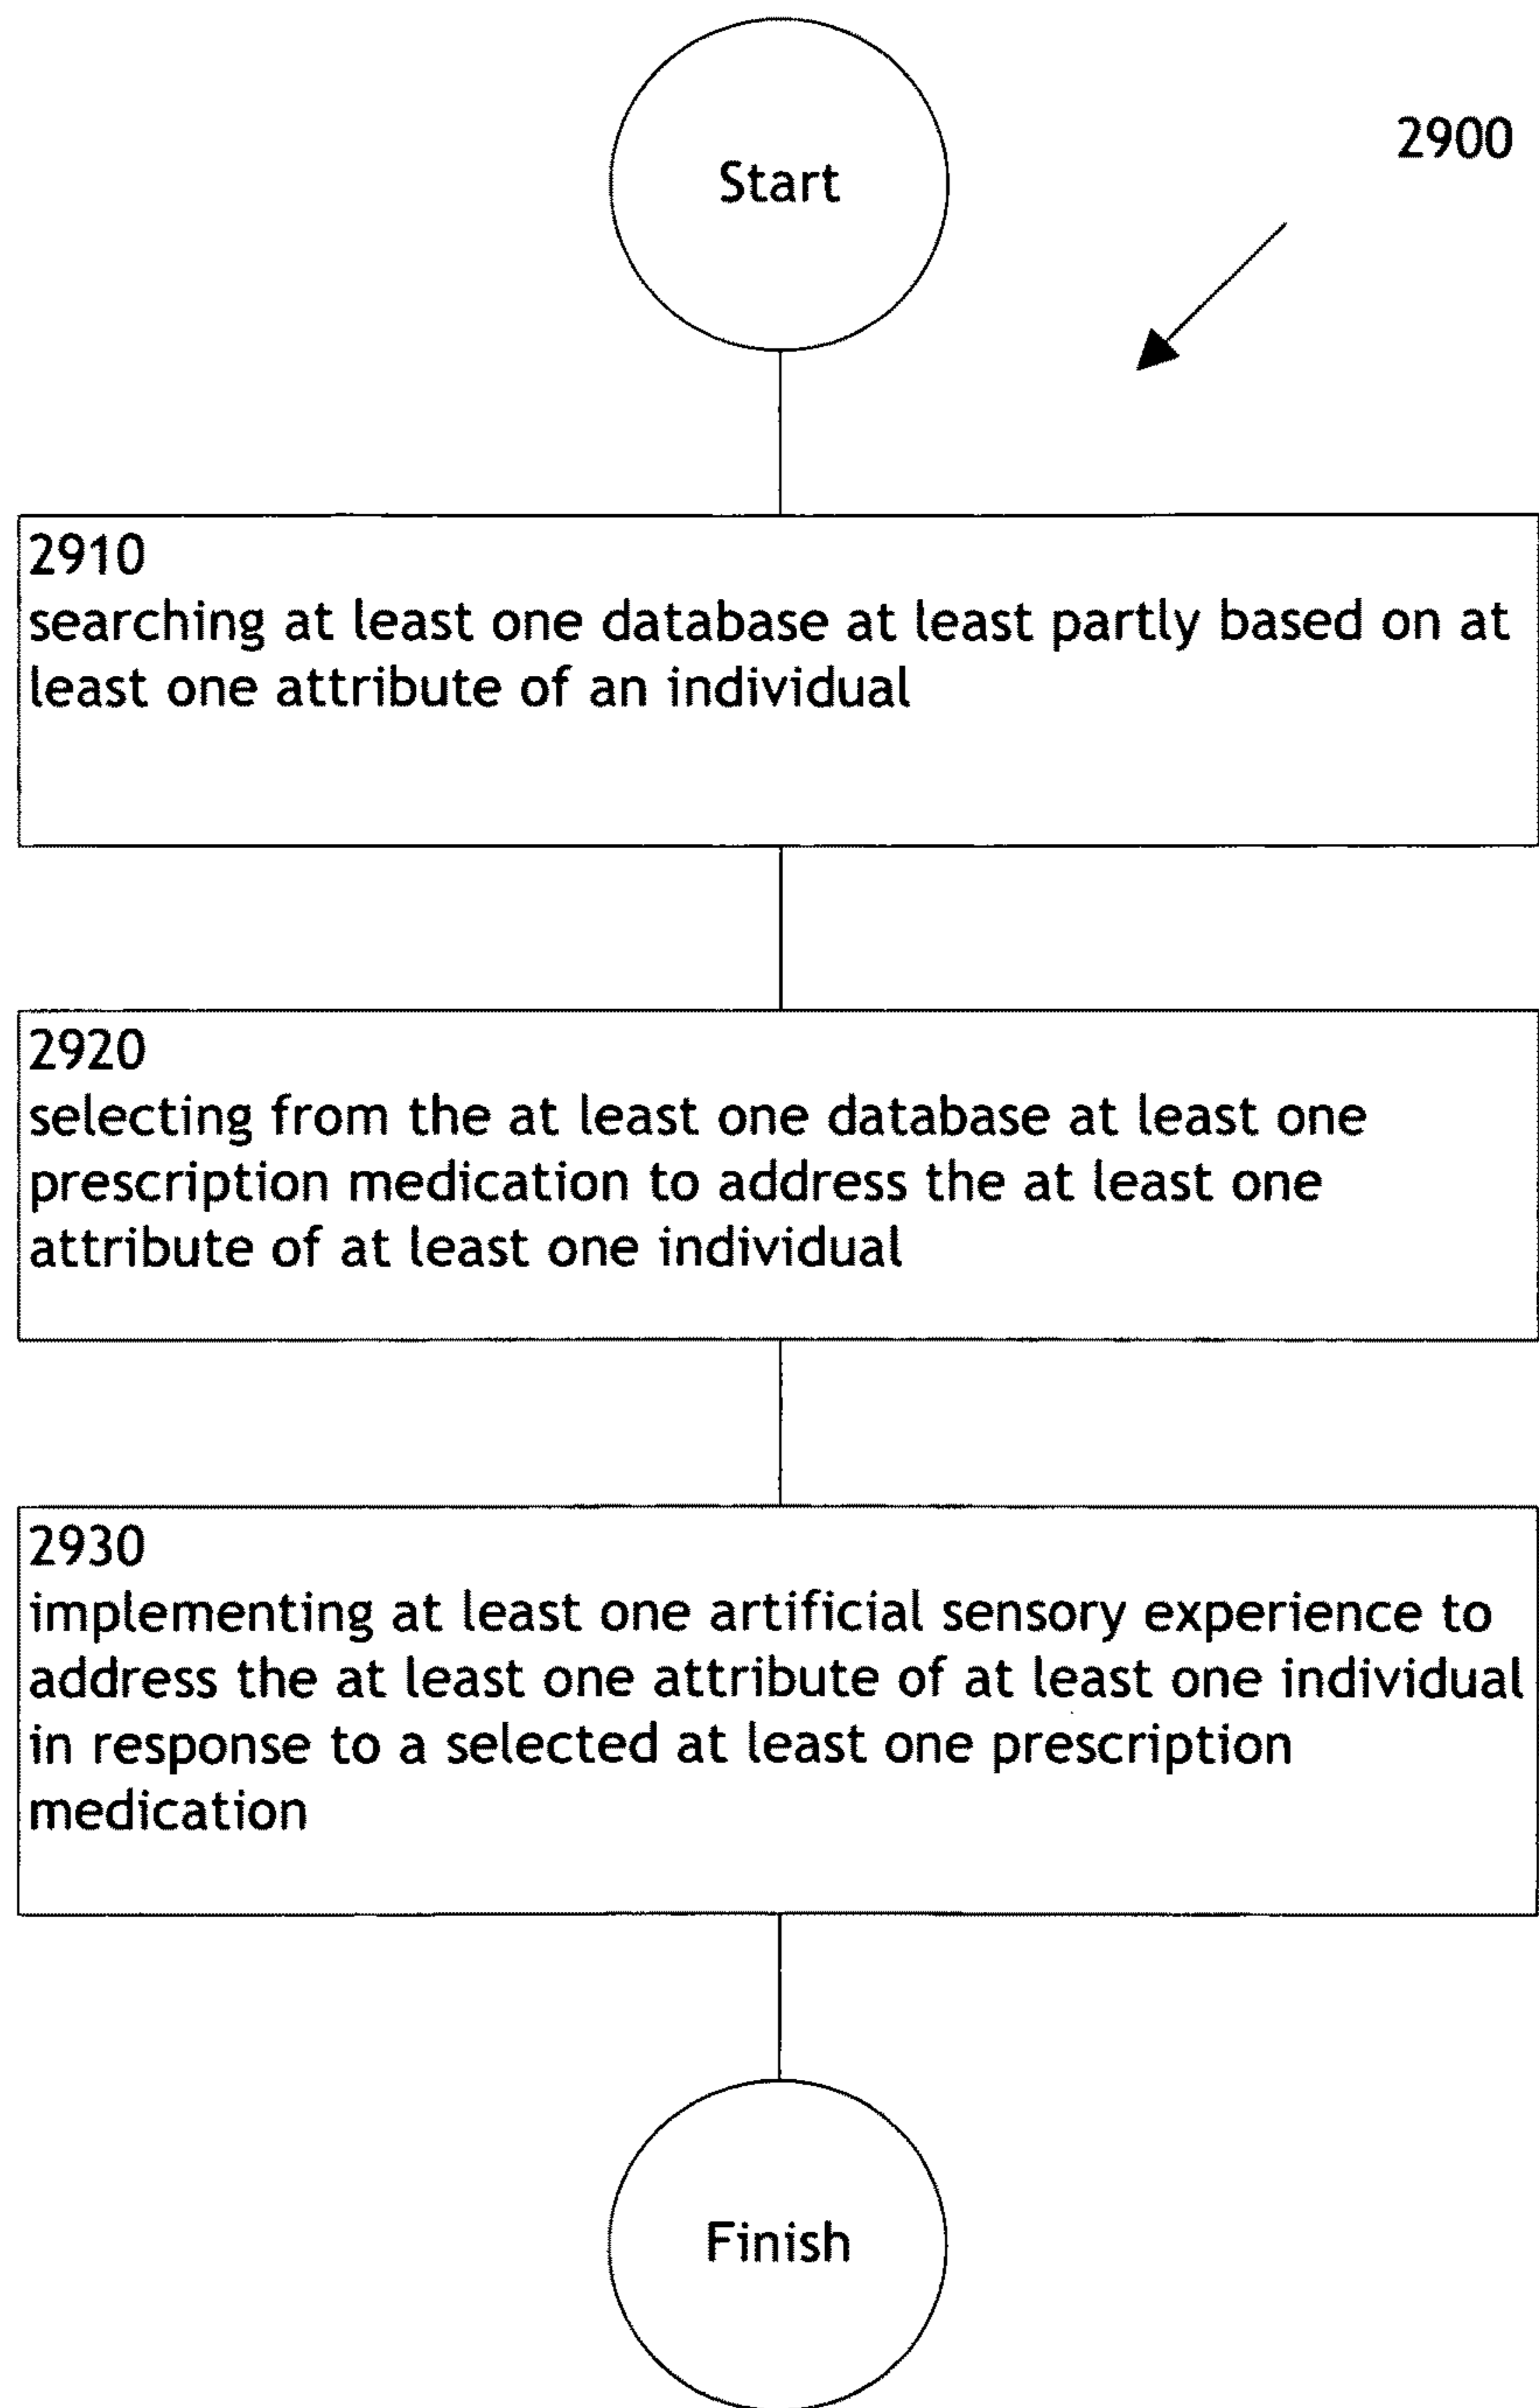 Start
2900
2910
searching at least one database at least partly based on at
least one attribute of an individual
2920
selecting from the at least one database at least one
prescription medication to address the at least one
attribute of at least one individual
2930
implementing at least one artificial sensory experience to
address the at least one attribute of at least one individual
in response to a selected at least one prescription
medication
Finish